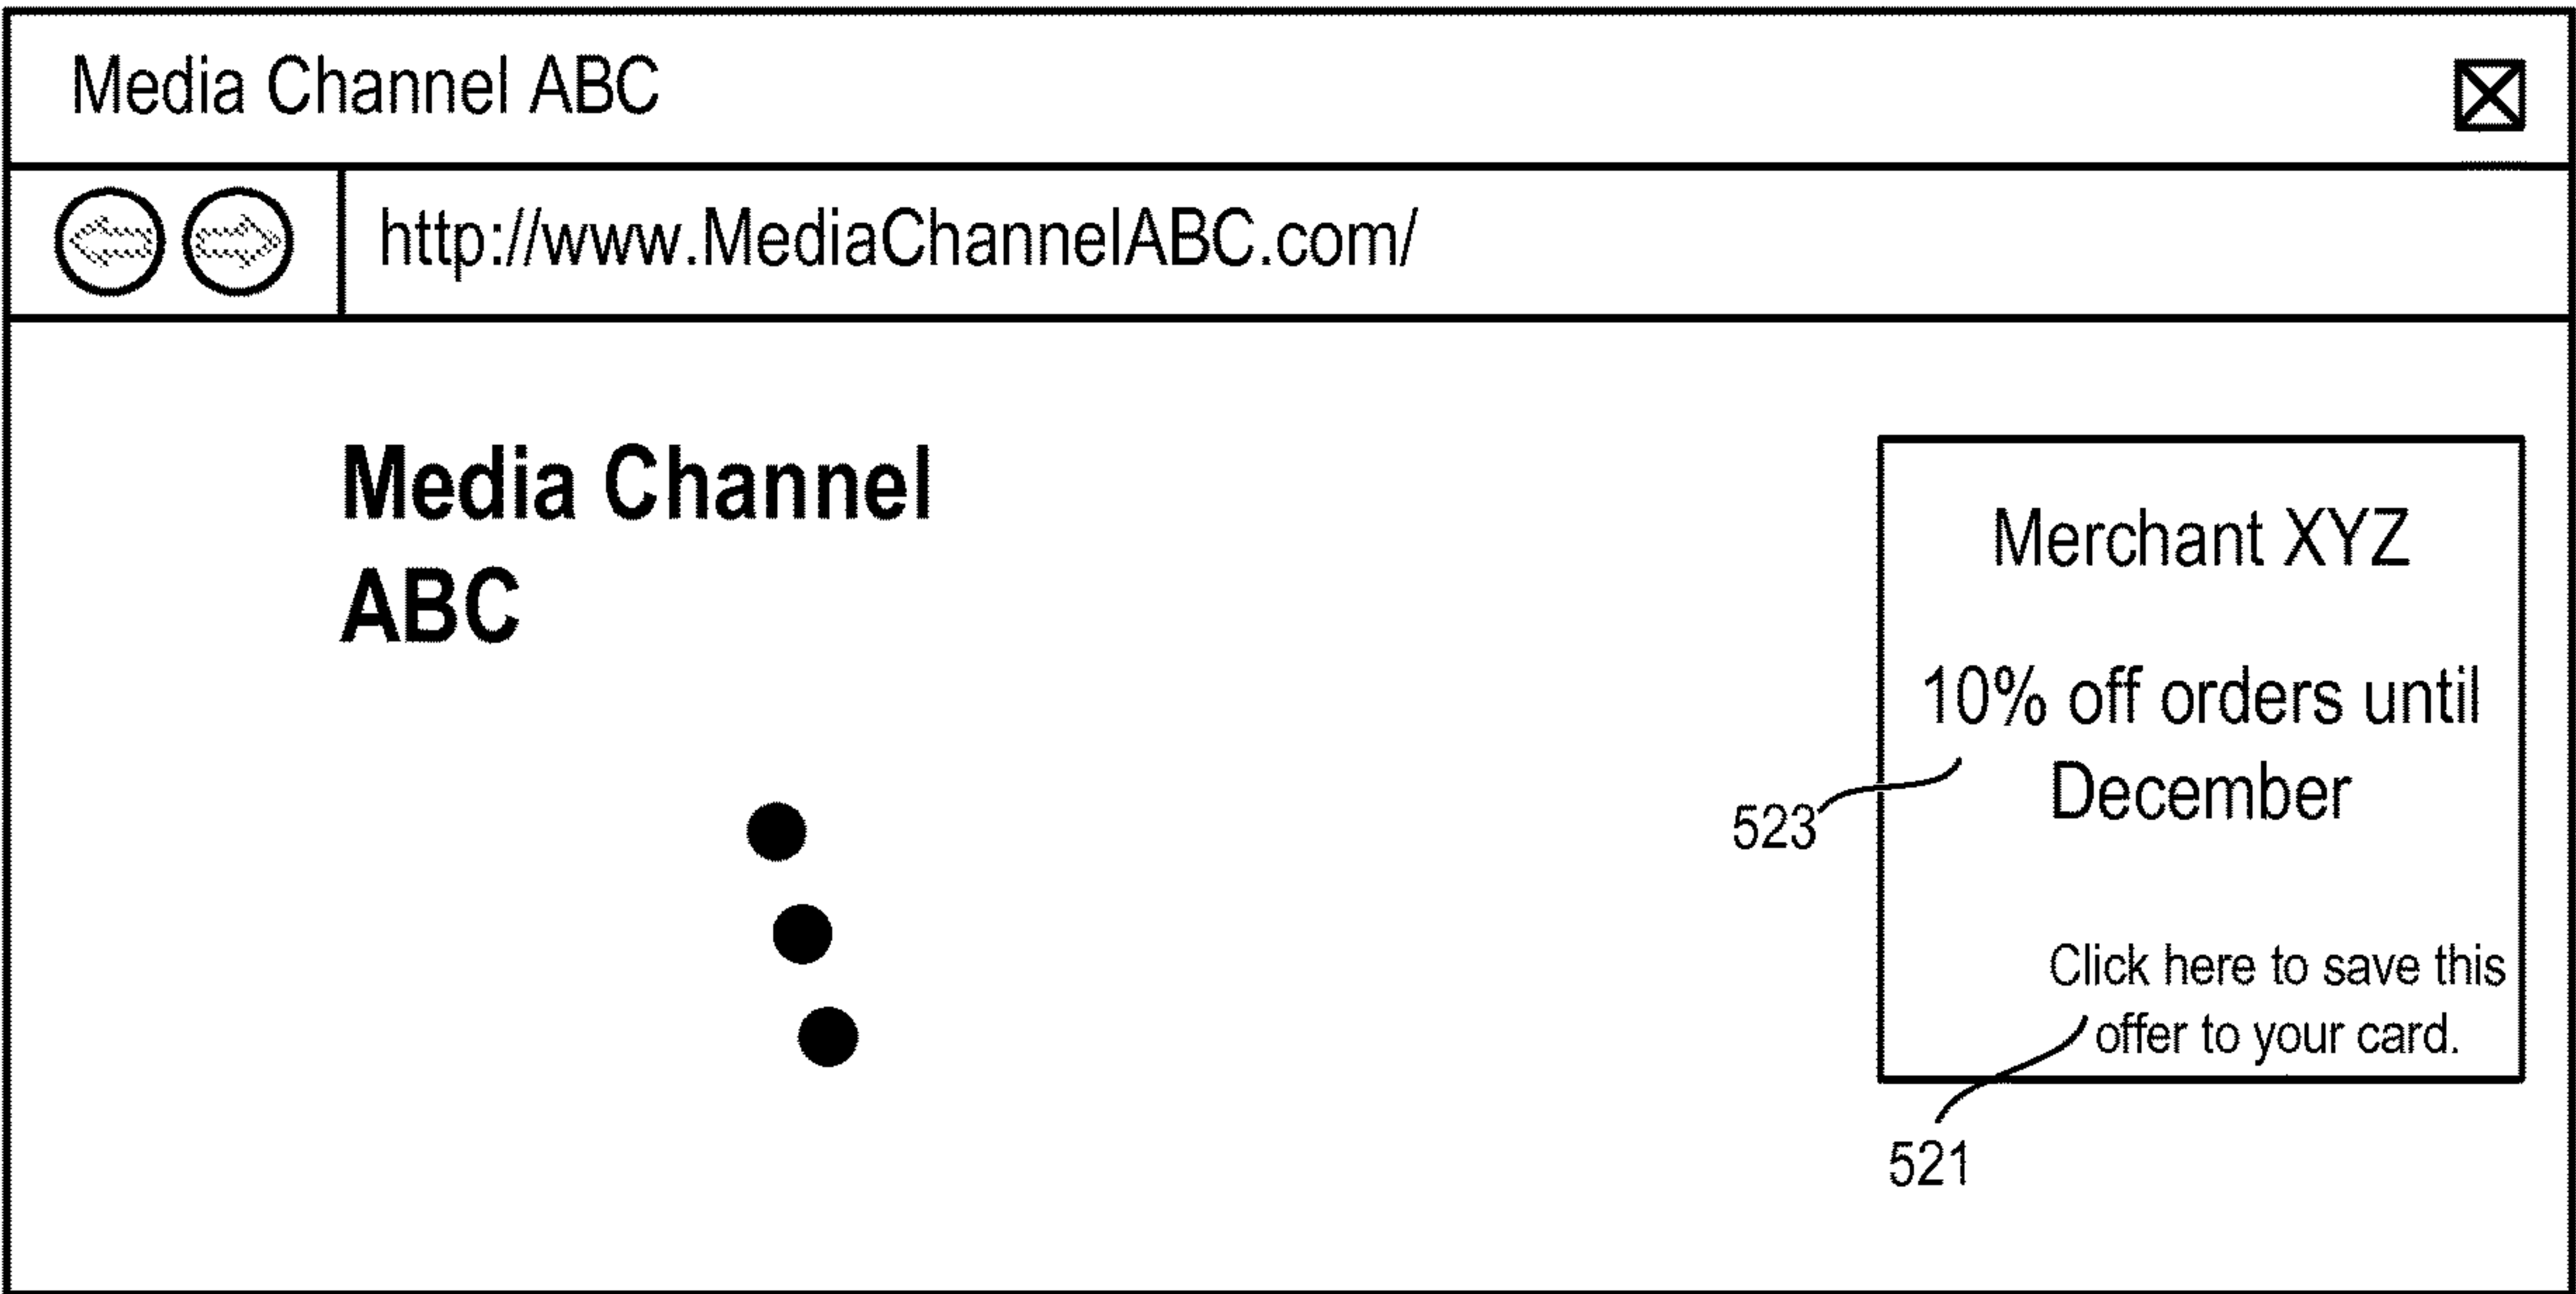 Media Channel ABC
http://www.MediaChannelABC.com/
Media Channel
ABC
Merchant XYZ
10% off orders until
December
523
Click here to save this
offer to your card.
521